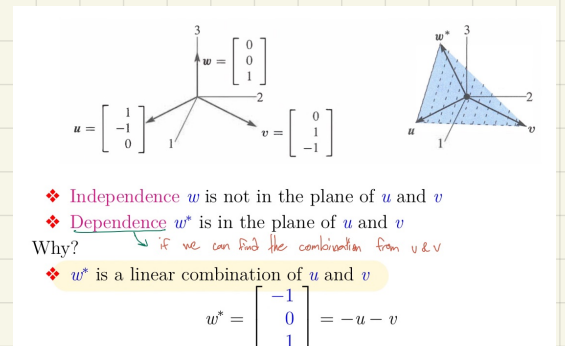 3
w = [ 0 0 1 ]
2
u = [ 1 −1 0 ]
1
v = [ 0 1 −1 ]
w*
3
2
u
v
1
❖ Independence w is not in the plane of u and v
❖ Dependence w* is in the plane of u and v
Why? if we can find the combination from u & v
❖ w* is a linear combination of u and v
w* = [ −1 0 1 ] = −u − v